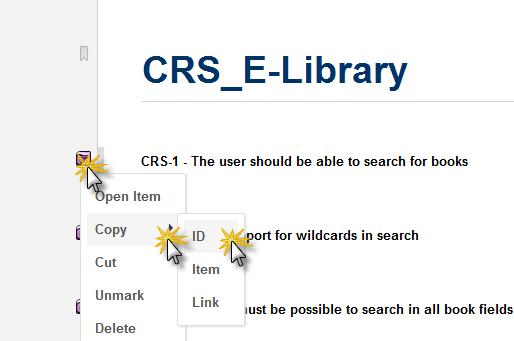 CRS_E-Library
CRS-1 - The user should be able to search for books
Open Item
Copy
ID
port for wildcards in search
Cut
Item
Unmark
Link
ust be possible to search in all book fields
Delete